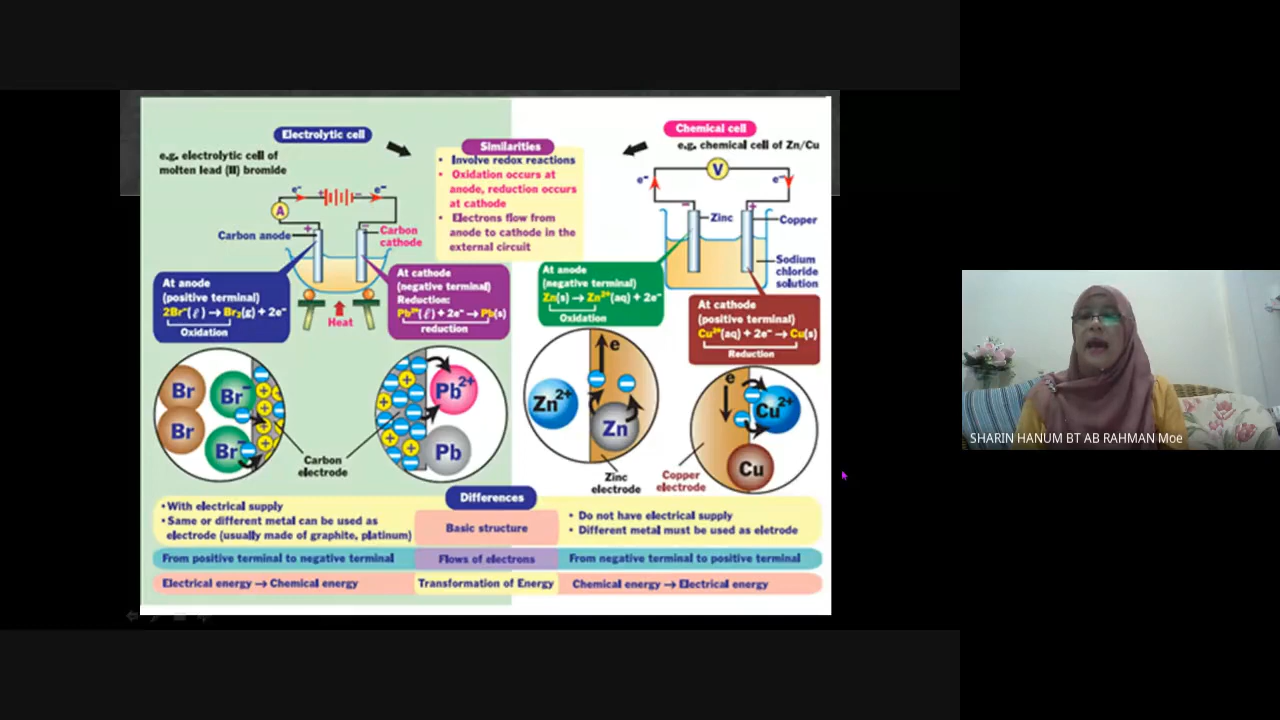 Electrolytic cell
e.g. electrolytic cell of
molten lead (II) bromide
e⁻
+
−
e⁻
A
Carbon anode
+
−
Carbon
cathode
Heat
At anode
(positive terminal)
2Br⁻(ℓ) → Br₂(g) + 2e⁻
Oxidation
At cathode
(negative terminal)
Reduction:
Pb²⁺(ℓ) + 2e⁻ → Pb(s)
reduction
Br
Br
Br⁻
Br⁻
Carbon
electrode
Pb²⁺
Pb
Similarities
• Involve redox reactions
• Oxidation occurs at
anode, reduction occurs
at cathode
• Electrons flow from
anode to cathode in the
external circuit
Chemical cell
e.g. chemical cell of Zn/Cu
V
e⁻
e⁻
−
+
Zinc
Copper
Sodium
chloride
solution
At anode
(negative terminal)
Zn(s) → Zn²⁺(aq) + 2e⁻
Oxidation
At cathode
(positive terminal)
Cu²⁺(aq) + 2e⁻ → Cu(s)
Reduction
e
Zn²⁺
Zn
Zinc
electrode
e
Cu²⁺
Cu
Copper
electrode
Differences
• With electrical supply
• Same or different metal can be used as
electrode (usually made of graphite, platinum)
Basic structure
• Do not have electrical supply
• Different metal must be used as eletrode
From positive terminal to negative terminal
Flows of electrons
From negative terminal to positive terminal
Electrical energy → Chemical energy
Transformation of Energy
Chemical energy → Electrical energy
SHARIN HANUM BT AB RAHMAN Moe